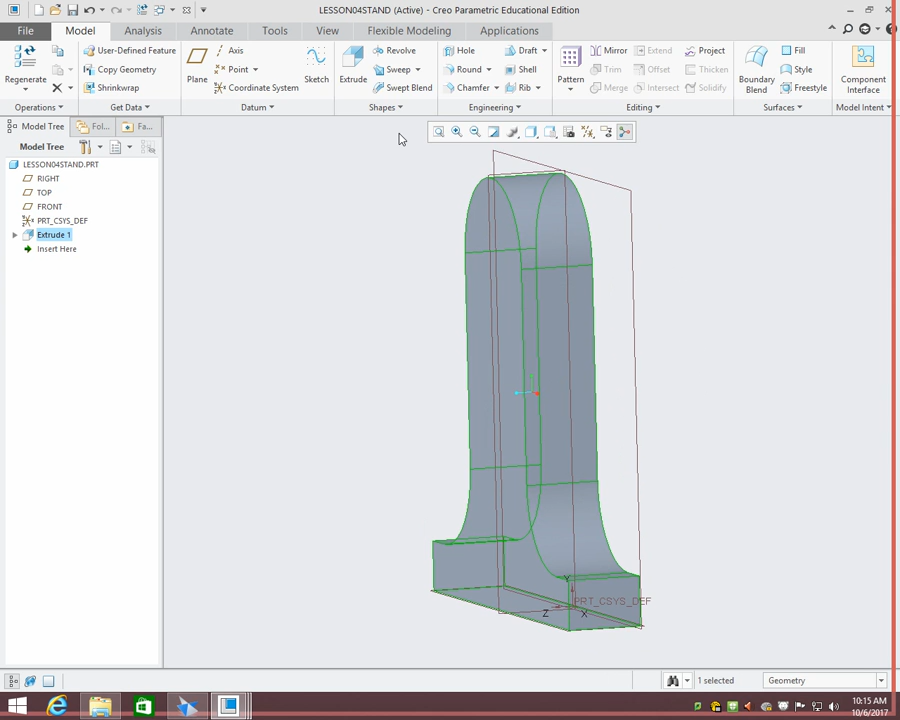 LESSON04STAND (Active) - Creo Parametric Educational Edition
File Model Analysis Annotate Tools View Flexible Modeling Applications
Regenerate
User-Defined Feature
Copy Geometry
Shrinkwrap
Plane
Axis
Point
Coordinate System
Sketch
Extrude
Revolve
Sweep
Swept Blend
Hole
Round
Chamfer
Draft
Shell
Rib
Pattern
Mirror Extend Project
Trim Offset Thicken
Merge Intersect Solidify
Boundary
Blend
Fill
Style
Freestyle
Component
Interface
Operations Get Data Datum Shapes Engineering Editing Surfaces Model Intent
Model Tree Fol... Fa...
Model Tree
LESSON04STAND.PRT
RIGHT
TOP
FRONT
PRT_CSYS_DEF
Extrude 1
Insert Here
Y
PRT_CSYS_DEF
Z
X
1 selected
Geometry
10:15 AM
10/6/2017